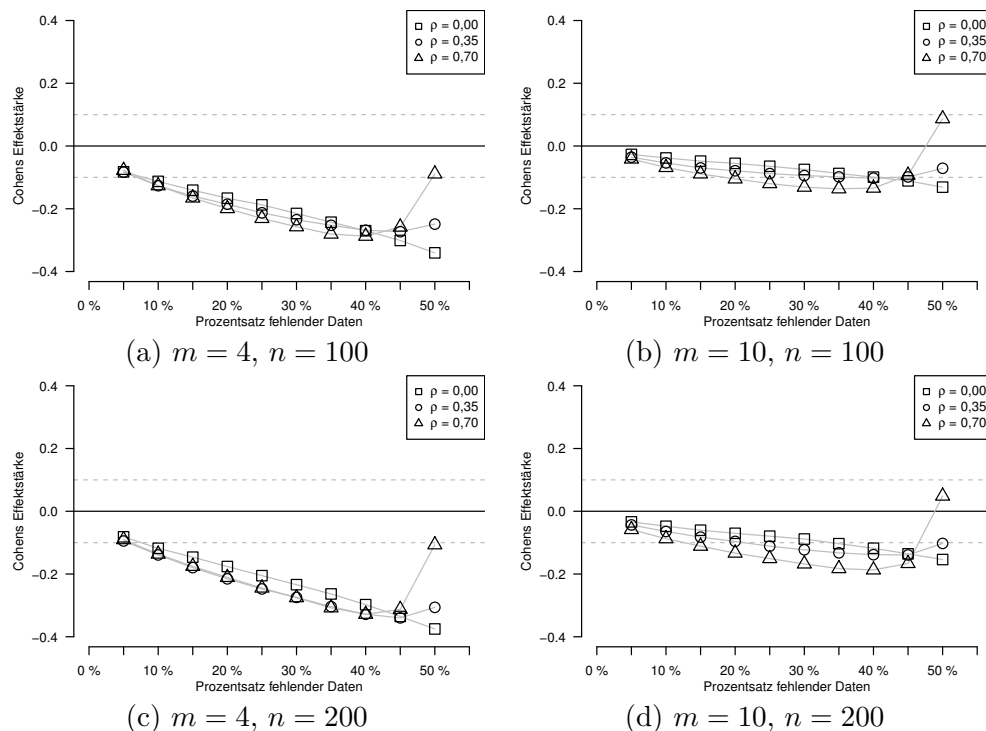 0.4
0.2
0.0
−0.2
−0.4
Cohens Effektstärke
ρ = 0,00
ρ = 0,35
ρ = 0,70
0 %
10 %
20 %
30 %
40 %
50 %
Prozentsatz fehlender Daten
(a) m = 4, n = 100
0.4
0.2
0.0
−0.2
−0.4
Cohens Effektstärke
ρ = 0,00
ρ = 0,35
ρ = 0,70
0 %
10 %
20 %
30 %
40 %
50 %
Prozentsatz fehlender Daten
(b) m = 10, n = 100
0.4
0.2
0.0
−0.2
−0.4
Cohens Effektstärke
ρ = 0,00
ρ = 0,35
ρ = 0,70
0 %
10 %
20 %
30 %
40 %
50 %
Prozentsatz fehlender Daten
(c) m = 4, n = 200
0.4
0.2
0.0
−0.2
−0.4
Cohens Effektstärke
ρ = 0,00
ρ = 0,35
ρ = 0,70
0 %
10 %
20 %
30 %
40 %
50 %
Prozentsatz fehlender Daten
(d) m = 10, n = 200